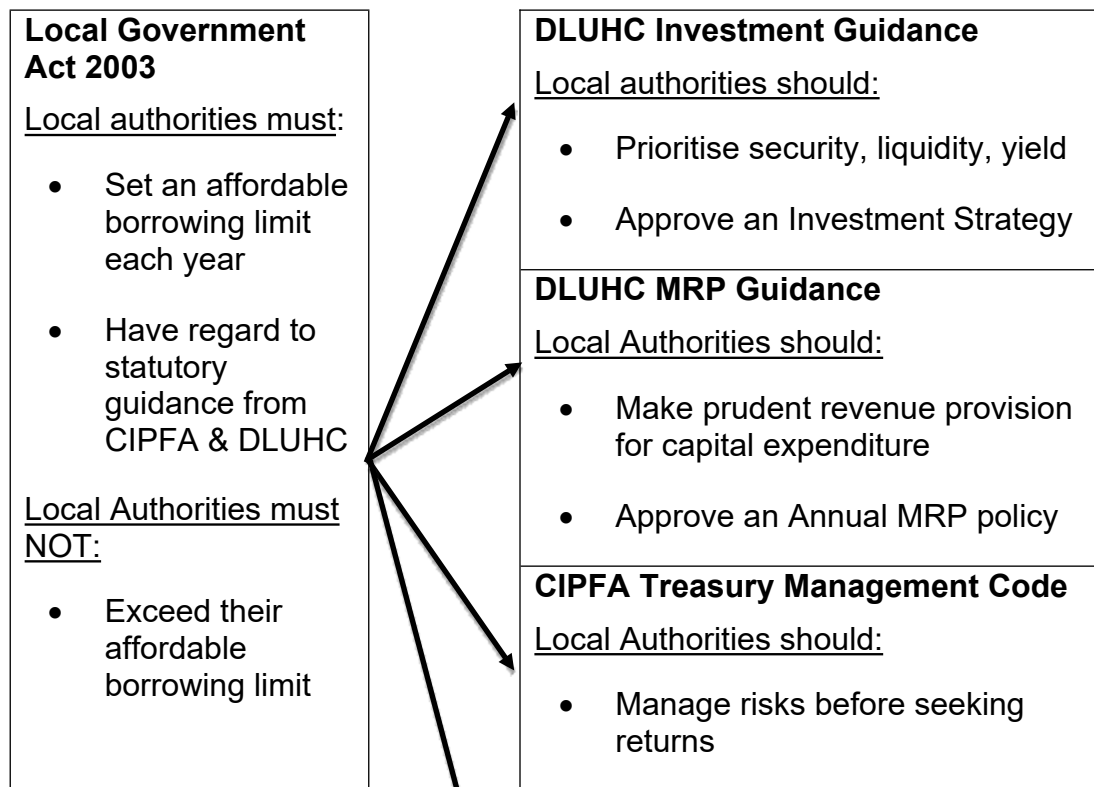 Local Government
Act 2003
Local authorities must:
• Set an affordable
borrowing limit
each year
• Have regard to
statutory
guidance from
CIPFA & DLUHC
Local Authorities must
NOT:
• Exceed their
affordable
borrowing limit
DLUHC Investment Guidance
Local authorities should:
• Prioritise security, liquidity, yield
• Approve an Investment Strategy
DLUHC MRP Guidance
Local Authorities should:
• Make prudent revenue provision
for capital expenditure
• Approve an Annual MRP policy
CIPFA Treasury Management Code
Local Authorities should:
• Manage risks before seeking
returns